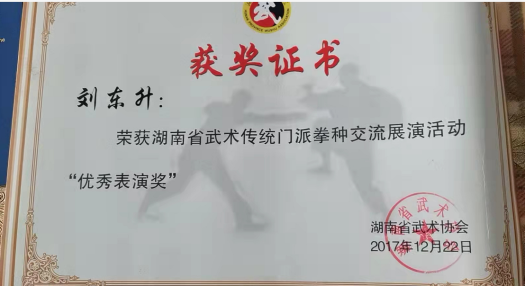 获奖证书
刘东升：
荣获湖南省武术传统门派拳种交流展演活动
“优秀表演奖”
湖南省武术协会
2017年12月22日